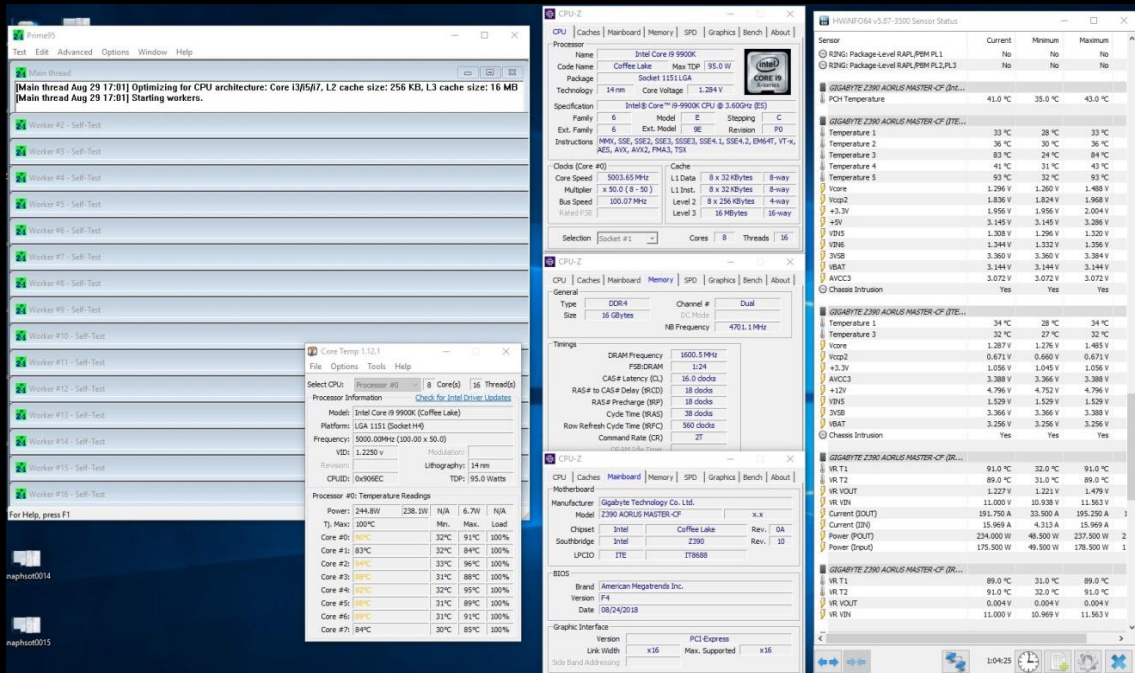 Prime95
Test Edit Advanced Options Window Help
Main thread
[Main thread Aug 29 17:01] Optimizing for CPU architecture: Core i3/i5/i7, L2 cache size: 256 KB, L3 cache size: 16 MB
[Main thread Aug 29 17:01] Starting workers.
Worker #2 - Self-Test
Worker #3 - Self-Test
Worker #4 - Self-Test
Worker #5 - Self-Test
Worker #6 - Self-Test
Worker #7 - Self-Test
Worker #8 - Self-Test
Worker #9 - Self-Test
Worker #10 - Self-Test
Worker #11 - Self-Test
Worker #12 - Self-Test
Worker #13 - Self-Test
Worker #14 - Self-Test
Worker #15 - Self-Test
Worker #16 - Self-Test
For Help, press F1
naphsot0014
naphsot0015
Core Temp 1.12.1
File Options Tools Help
Select CPU: Processor #0 8 Core(s) 16 Thread(s)
Processor Information Check for Intel Driver Updates
Model: Intel Core i9 9900K (Coffee Lake)
Platform: LGA 1151 (Socket H4)
Frequency: 5000.00MHz (100.00 x 50.0)
VID: 1.2250 v Modulation:
Revision: Lithography: 14 nm
CPUID: 0x906EC TDP: 95.0 Watts
Processor #0: Temperature Readings
Power: 244.8W 238.1W N/A 6.7W N/A
Tj. Max: 100°C Min. Max. Load
Core #0: 90°C 32°C 91°C 100%
Core #1: 83°C 32°C 84°C 100%
Core #2: 94°C 33°C 96°C 100%
Core #3: 31°C 88°C 100%
Core #4: 92°C 32°C 95°C 100%
Core #5: 31°C 89°C 100%
Core #6: 31°C 91°C 100%
Core #7: 84°C 30°C 85°C 100%
CPU-Z
CPU Caches Mainboard Memory SPD Graphics Bench About
Processor
Name Intel Core i9 9900K
Code Name Coffee Lake Max TDP 95.0 W
Package Socket 1151 LGA
Technology 14 nm Core Voltage 1.284 V
intel
CORE i9
X-series
Specification Intel® Core™ i9-9900K CPU @ 3.60GHz (ES)
Family 6 Model E Stepping C
Ext. Family 6 Ext. Model 9E Revision P0
Instructions MMX, SSE, SSE2, SSE3, SSSE3, SSE4.1, SSE4.2, EM64T, VT-x,
AES, AVX, AVX2, FMA3, TSX
Clocks (Core #0) Cache
Core Speed 5003.65 MHz L1 Data 8 x 32 KBytes 8-way
Multiplier x 50.0 ( 8 - 50 ) L1 Inst. 8 x 32 KBytes 8-way
Bus Speed 100.07 MHz Level 2 8 x 256 KBytes 4-way
Rated FSB Level 3 16 MBytes 16-way
Selection Socket #1 Cores 8 Threads 16
CPU-Z
CPU Caches Mainboard Memory SPD Graphics Bench About
General
Type DDR4 Channel # Dual
Size 16 GBytes DC Mode
NB Frequency 4701.1 MHz
Timings
DRAM Frequency 1600.5 MHz
FSB:DRAM 1:24
CAS# Latency (CL) 16.0 clocks
RAS# to CAS# Delay (tRCD) 18 clocks
RAS# Precharge (tRP) 18 clocks
Cycle Time (tRAS) 38 clocks
Row Refresh Cycle Time (tRFC) 560 clocks
Command Rate (CR) 2T
CPU-Z
CPU Caches Mainboard Memory SPD Graphics Bench About
Motherboard
Manufacturer Gigabyte Technology Co. Ltd.
Model Z390 AORUS MASTER-CF x.x
Chipset Intel Coffee Lake Rev. 0A
Southbridge Intel Z390 Rev. 10
LPCIO ITE IT8688
BIOS
Brand American Megatrends Inc.
Version F4
Date 08/24/2018
Graphic Interface
Version PCI-Express
Link Width x16 Max. Supported x16
Side Band Addressing
HWiNFO64 v5.87-3500 Sensor Status
Sensor Current Minimum Maximum
RING: Package-Level RAPL/PBM PL1 No No No
RING: Package-Level RAPL/PBM PL2,PL3 No No No
GIGABYTE Z390 AORUS MASTER-CF (Int...
PCH Temperature 41.0 °C 35.0 °C 43.0 °C
GIGABYTE Z390 AORUS MASTER-CF (ITE...
Temperature 1 33 °C 28 °C 33 °C
Temperature 2 36 °C 30 °C 36 °C
Temperature 3 83 °C 24 °C 84 °C
Temperature 4 41 °C 31 °C 43 °C
Temperature 5 93 °C 32 °C 93 °C
Vcore 1.296 V 1.260 V 1.488 V
Vccp2 1.836 V 1.824 V 1.968 V
+3.3V 1.956 V 1.956 V 2.004 V
+5V 3.145 V 3.145 V 3.286 V
VIN5 1.308 V 1.296 V 1.320 V
VIN6 1.344 V 1.332 V 1.356 V
3VSB 3.360 V 3.360 V 3.384 V
VBAT 3.144 V 3.144 V 3.144 V
AVCC3 3.072 V 3.072 V 3.072 V
Chassis Intrusion Yes Yes Yes
GIGABYTE Z390 AORUS MASTER-CF (ITE...
Temperature 1 34 °C 28 °C 34 °C
Temperature 3 32 °C 27 °C 32 °C
Vcore 1.287 V 1.276 V 1.485 V
Vccp2 0.671 V 0.660 V 0.671 V
+3.3V 1.056 V 1.045 V 1.056 V
AVCC3 3.388 V 3.366 V 3.388 V
+12V 4.796 V 4.752 V 4.796 V
VIN5 1.529 V 1.529 V 1.529 V
3VSB 3.366 V 3.366 V 3.388 V
VBAT 3.256 V 3.256 V 3.256 V
Chassis Intrusion Yes Yes Yes
GIGABYTE Z390 AORUS MASTER-CF (IR...
VR T1 91.0 °C 32.0 °C 91.0 °C
VR T2 89.0 °C 31.0 °C 89.0 °C
VR VOUT 1.227 V 1.221 V 1.479 V
VR VIN 11.000 V 10.938 V 11.563 V
Current (IOUT) 191.750 A 33.500 A 195.250 A 1
Current (IIN) 15.969 A 4.313 A 15.969 A
Power (POUT) 234.000 W 48.500 W 237.500 W 2
Power (Input) 175.500 W 49.500 W 178.500 W 1
GIGABYTE Z390 AORUS MASTER-CF (IR...
VR T1 89.0 °C 31.0 °C 89.0 °C
VR T2 91.0 °C 32.0 °C 91.0 °C
VR VOUT 0.004 V 0.004 V 0.004 V
VR VIN 11.000 V 10.969 V 11.563 V
1:04:25